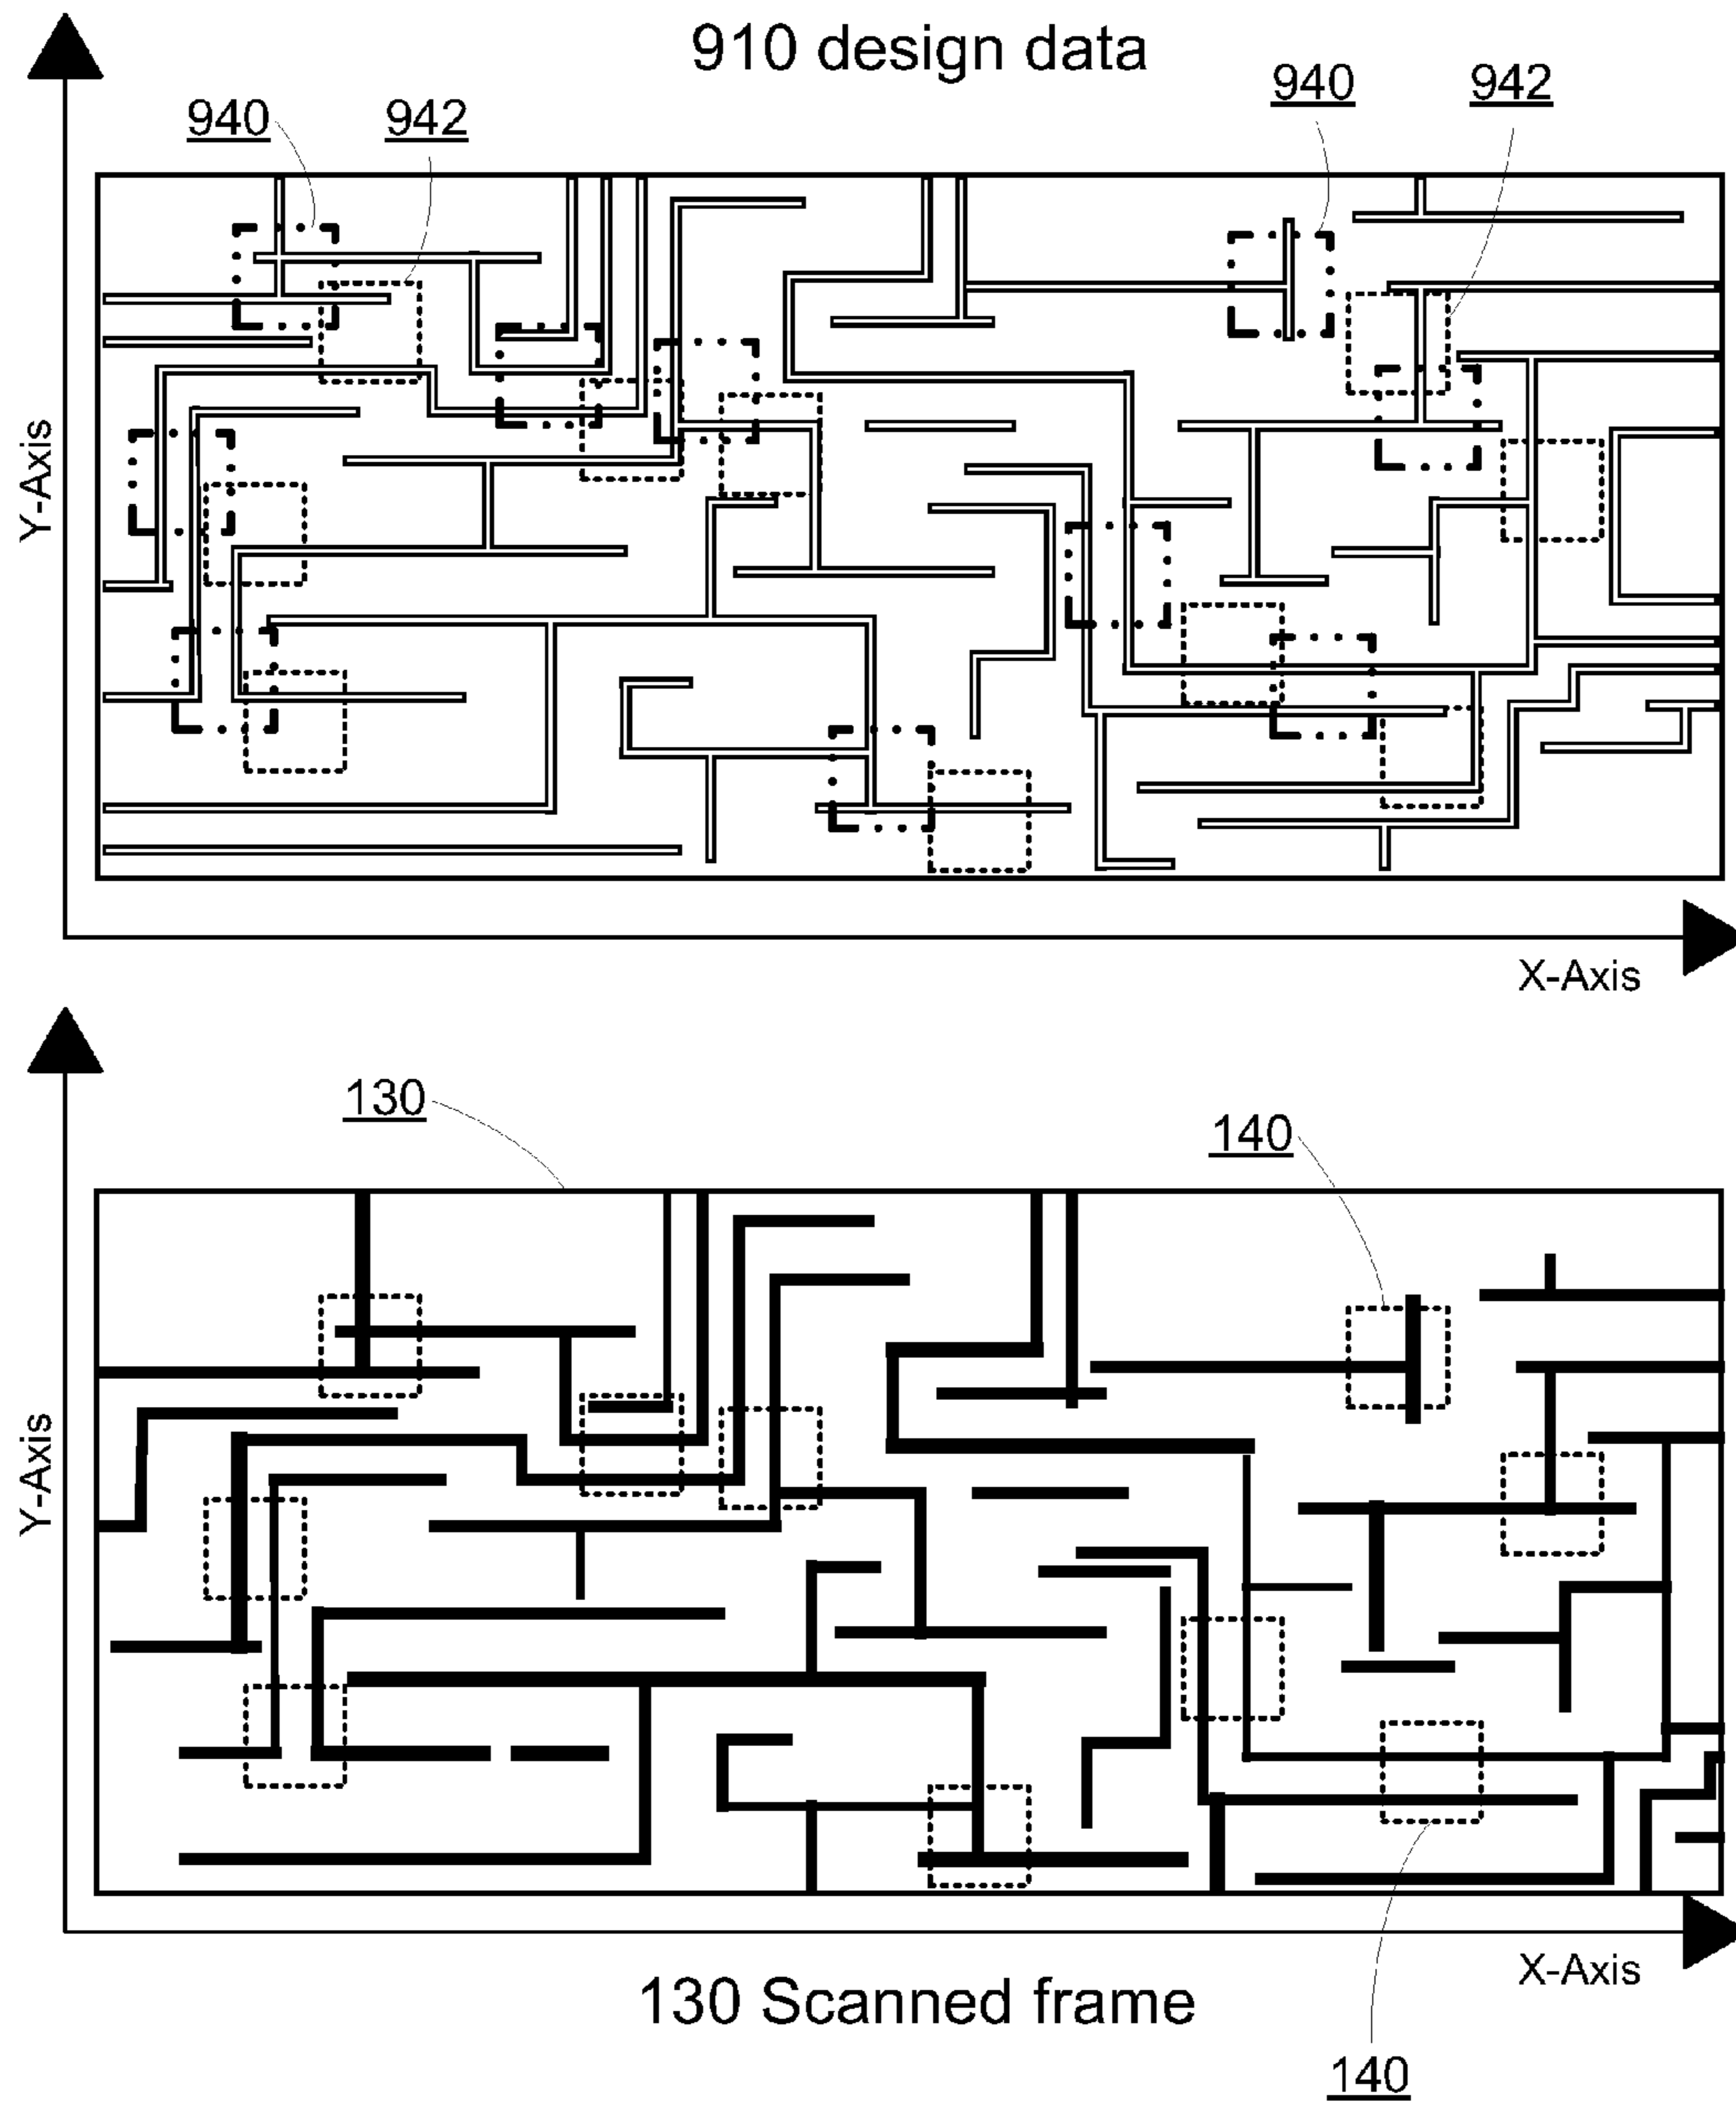 910 design data
940
942
940
942
Y-Axis
X-Axis
130
140
Y-Axis
X-Axis
130 Scanned frame
140